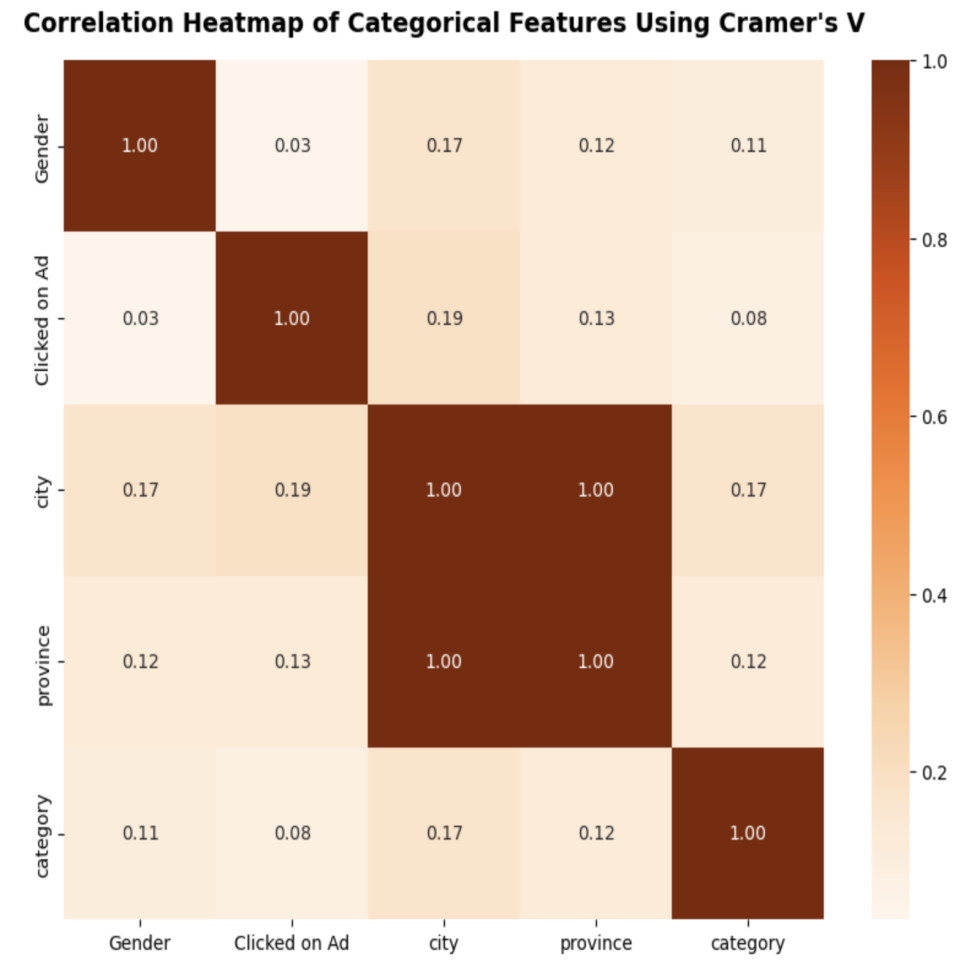 Correlation Heatmap of Categorical Features Using Cramer's V
Gender 1.00 0.03 0.17 0.12 0.11
Clicked on Ad 0.03 1.00 0.19 0.13 0.08
city 0.17 0.19 1.00 1.00 0.17
province 0.12 0.13 1.00 1.00 0.12
category 0.11 0.08 0.17 0.12 1.00
Gender Clicked on Ad city province category
1.0
0.8
0.6
0.4
0.2